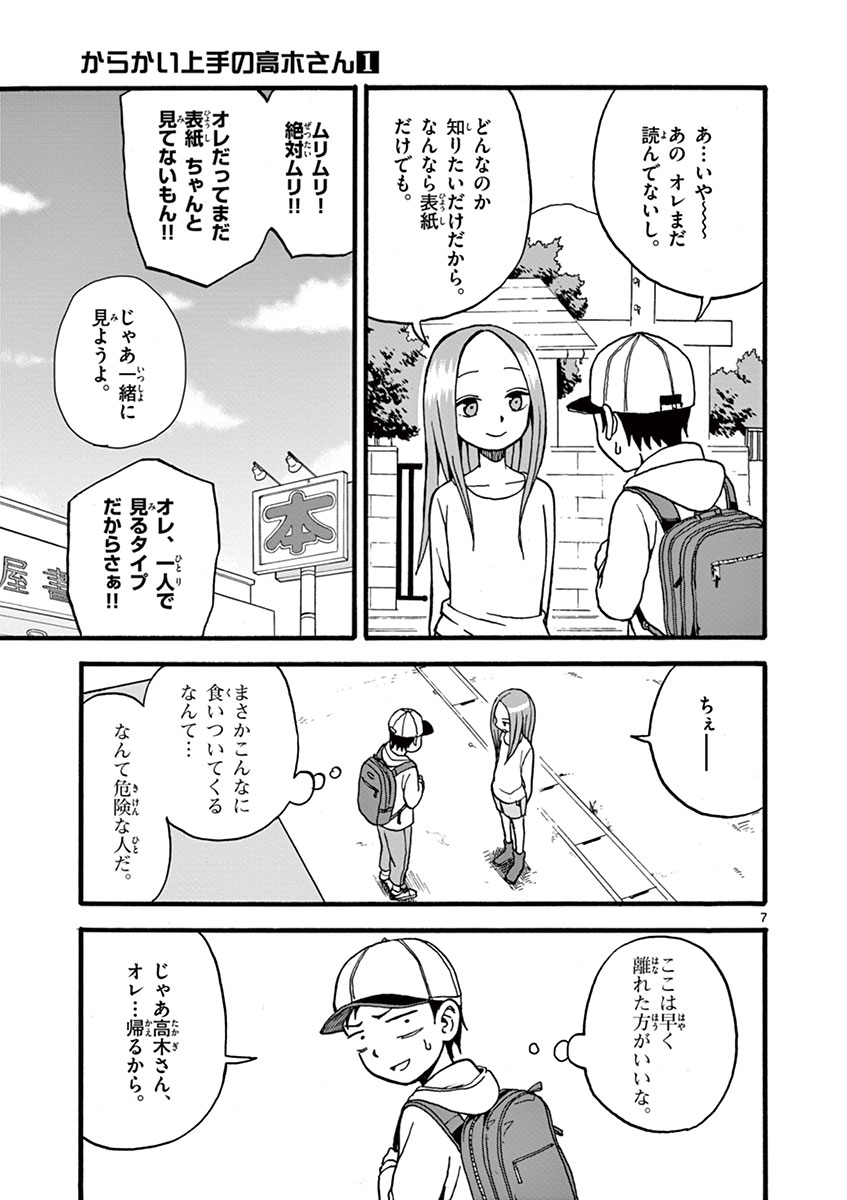 からかい上手の高木さん1
あ…いや〜〜
あの オレまだ
読んでないし。
どんなのか
知りたいだけだから。
なんなら表紙
だけでも。
ムリムリ!
絶対ムリ!!
オレだってまだ
表紙 ちゃんと
見てないもん!!
じゃあ一緒に
見ようよ。
オレ、一人で
見るタイプ
だからさぁ!!
本
屋書
ちぇ──
まさかこんなに
食いついてくる
なんて…
なんて危険な人だ。
7
ここは早く
離れた方がいいな。
じゃあ高木さん、
オレ…帰るから。